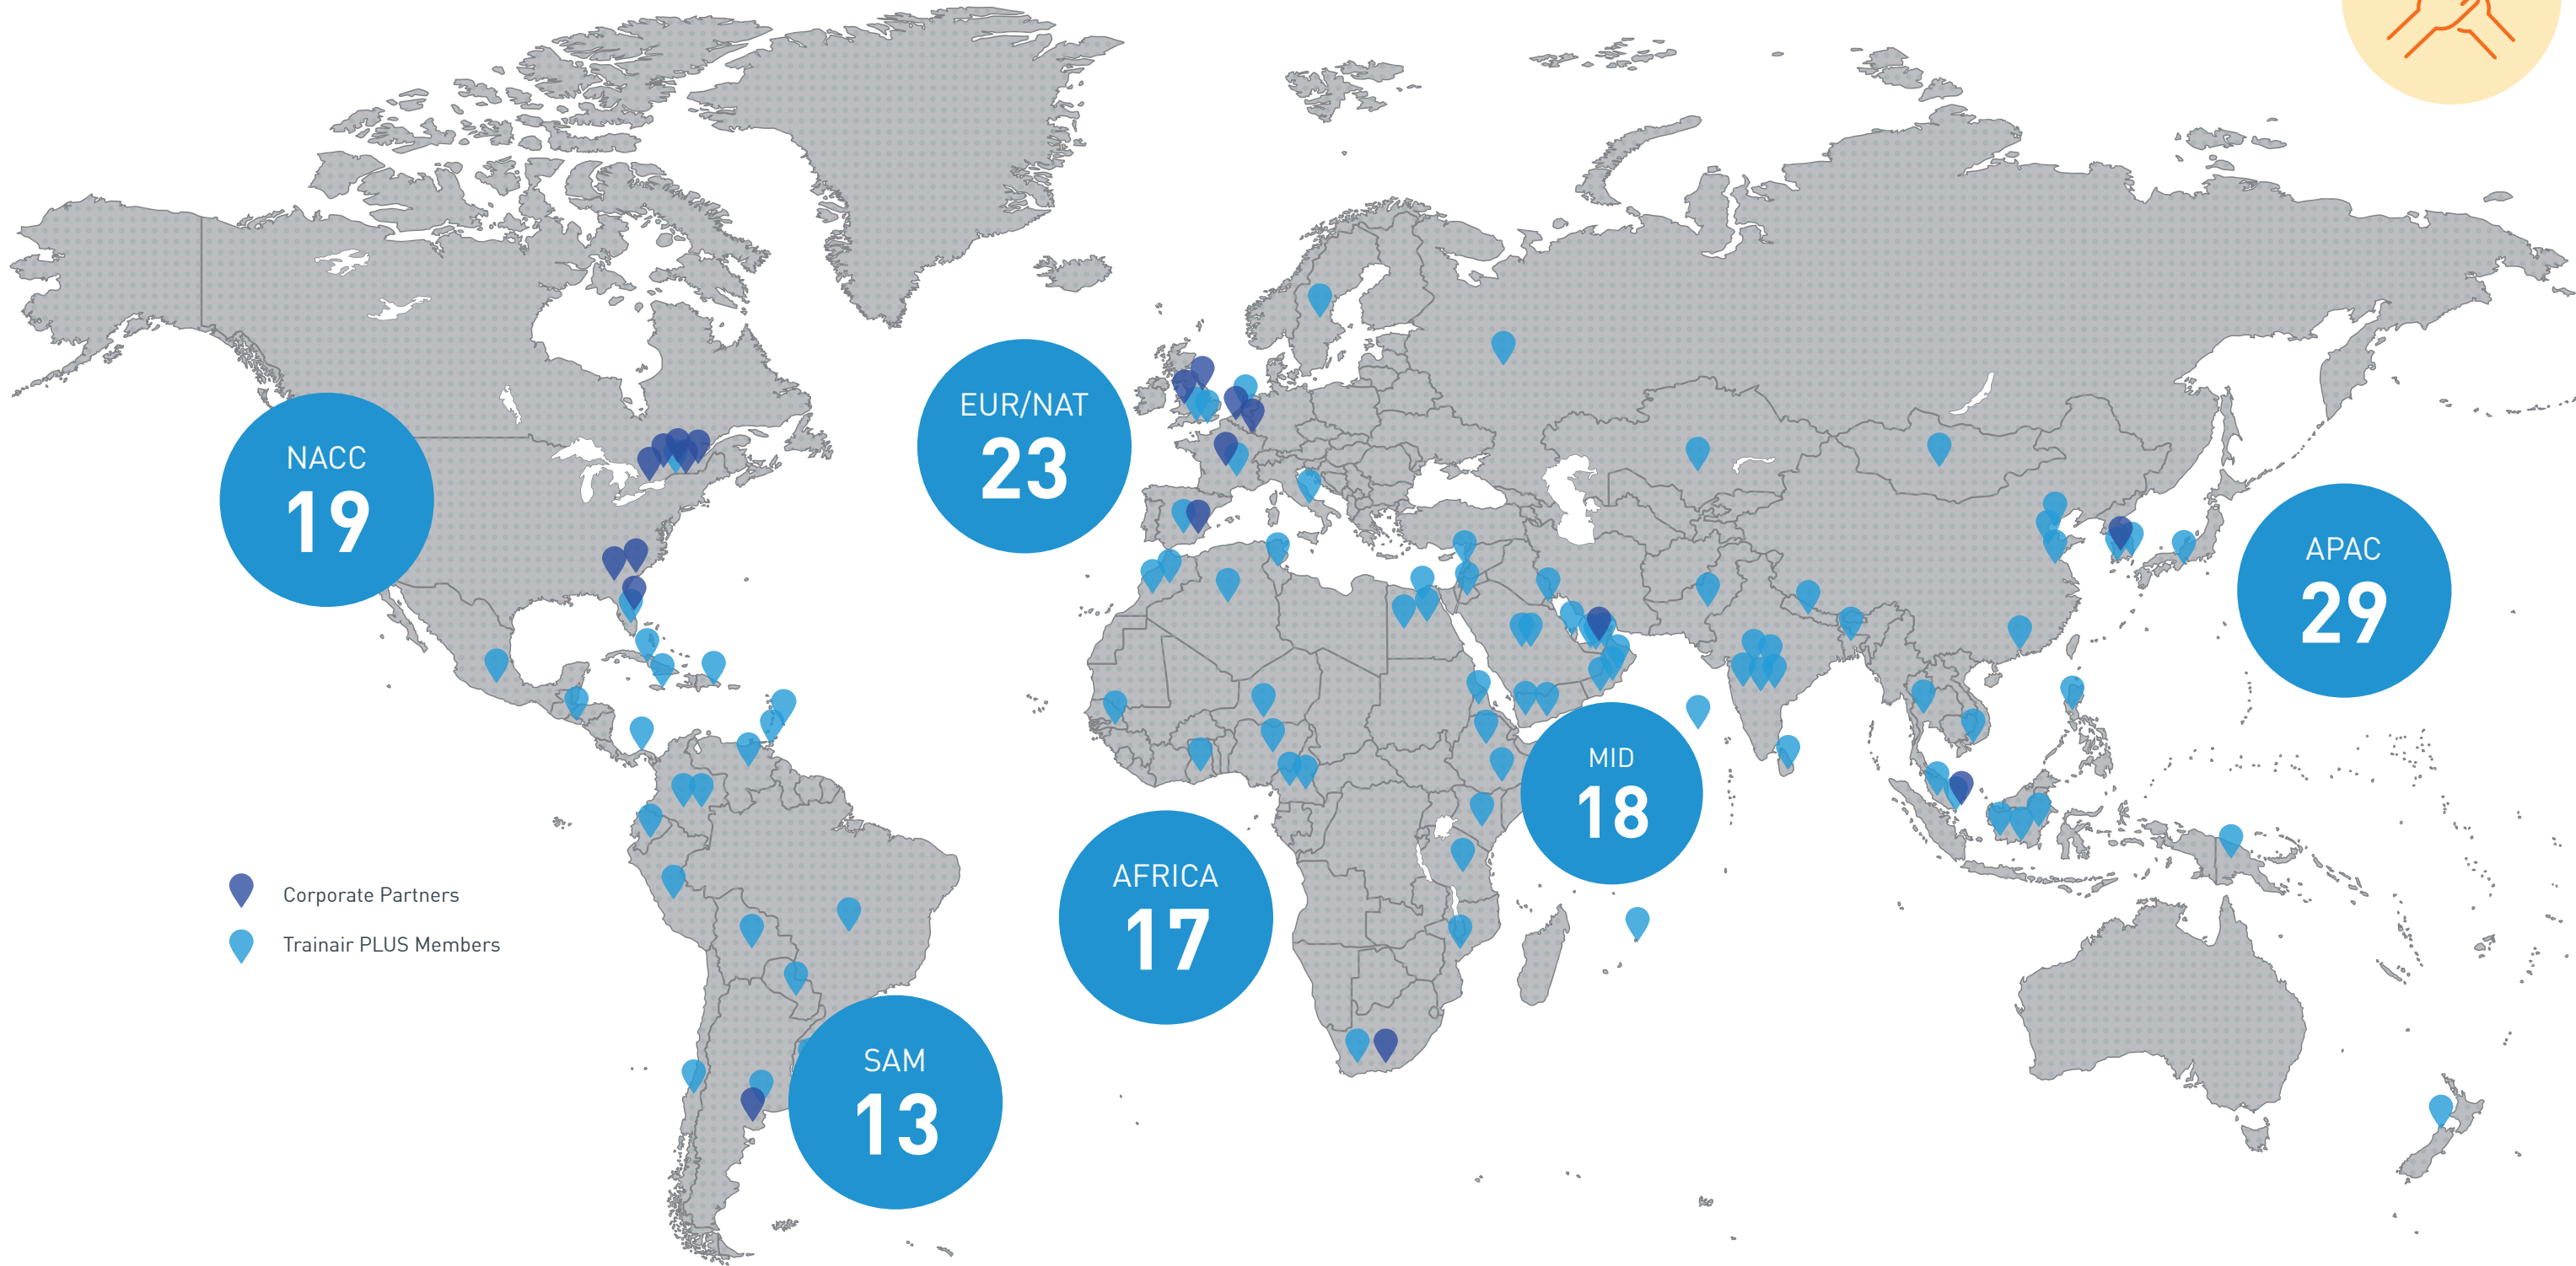 NACC
19
EUR/NAT
23
APAC
29
MID
18
AFRICA
17
SAM
13
Corporate Partners
Trainair PLUS Members